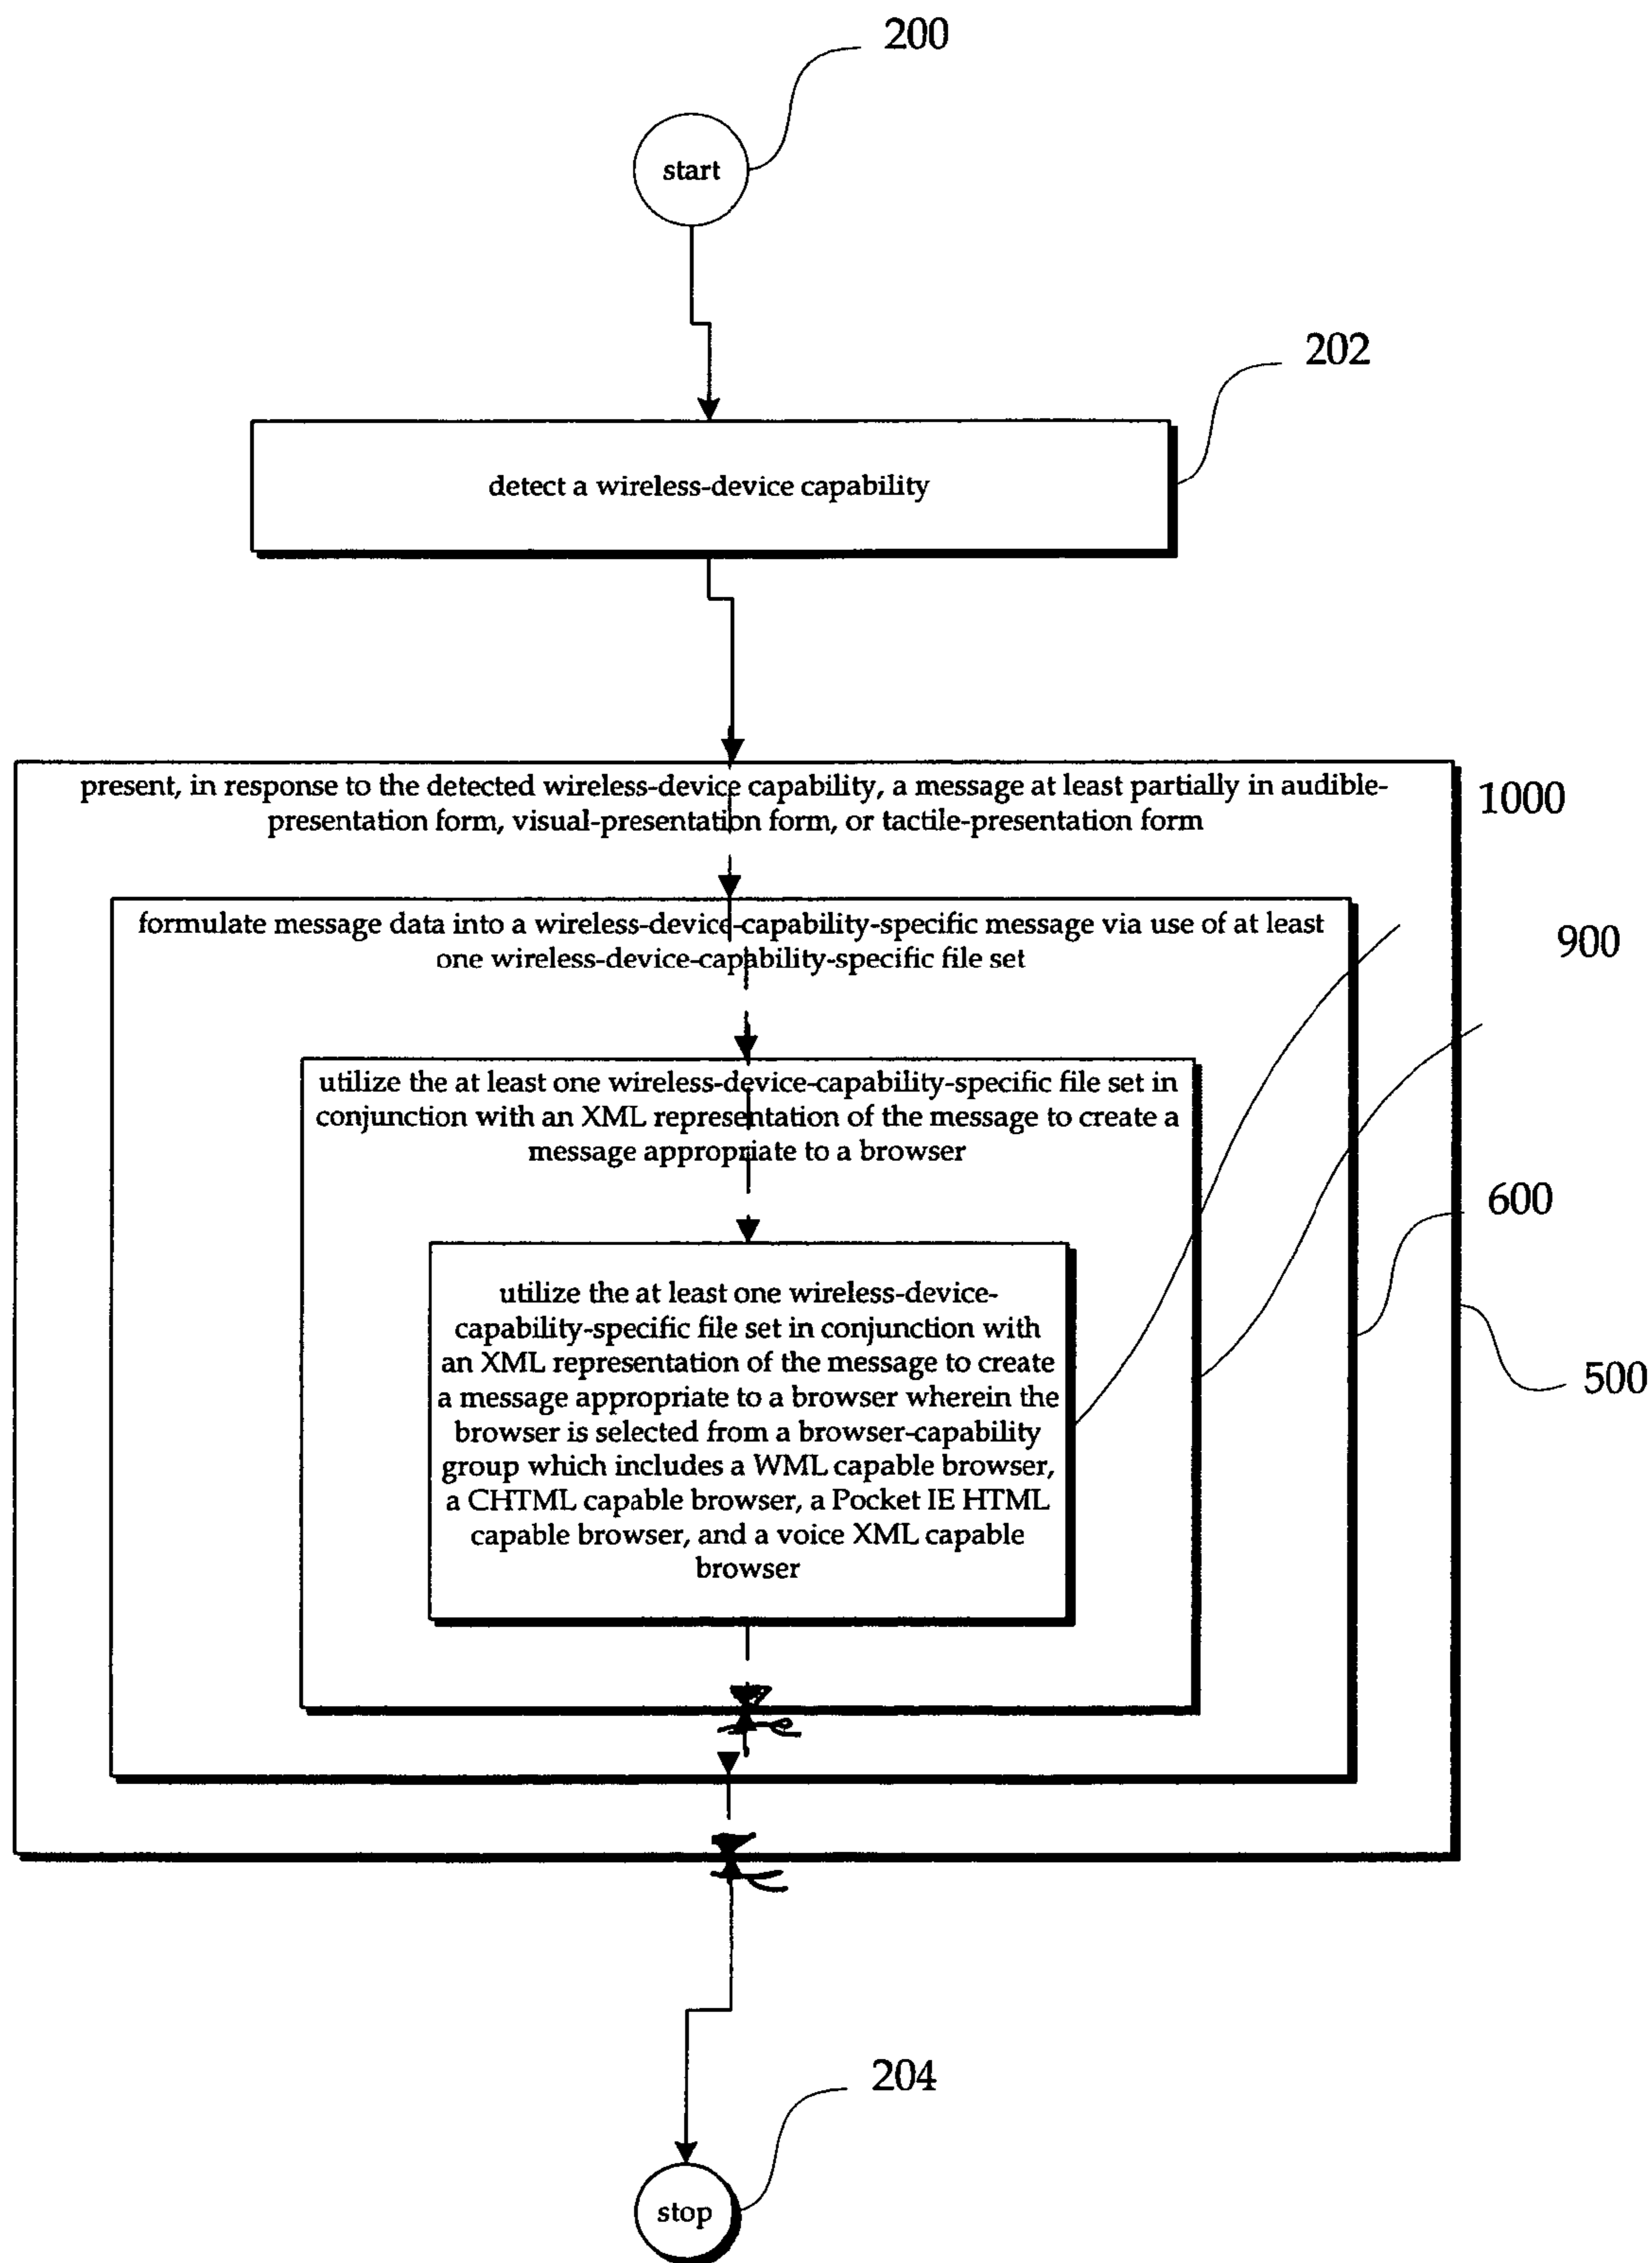 200
start
202
detect a wireless-device capability
present, in response to the detected wireless-device capability, a message at least partially in audible-
presentation form, visual-presentation form, or tactile-presentation form
1000
formulate message data into a wireless-device-capability-specific message via use of at least
one wireless-device-capability-specific file set
900
utilize the at least one wireless-device-capability-specific file set in
conjunction with an XML representation of the message to create a
message appropriate to a browser
600
utilize the at least one wireless-device-
capability-specific file set in conjunction with
an XML representation of the message to create
a message appropriate to a browser wherein the
browser is selected from a browser-capability
group which includes a WML capable browser,
a CHTML capable browser, a Pocket IE HTML
capable browser, and a voice XML capable
browser
500
204
stop